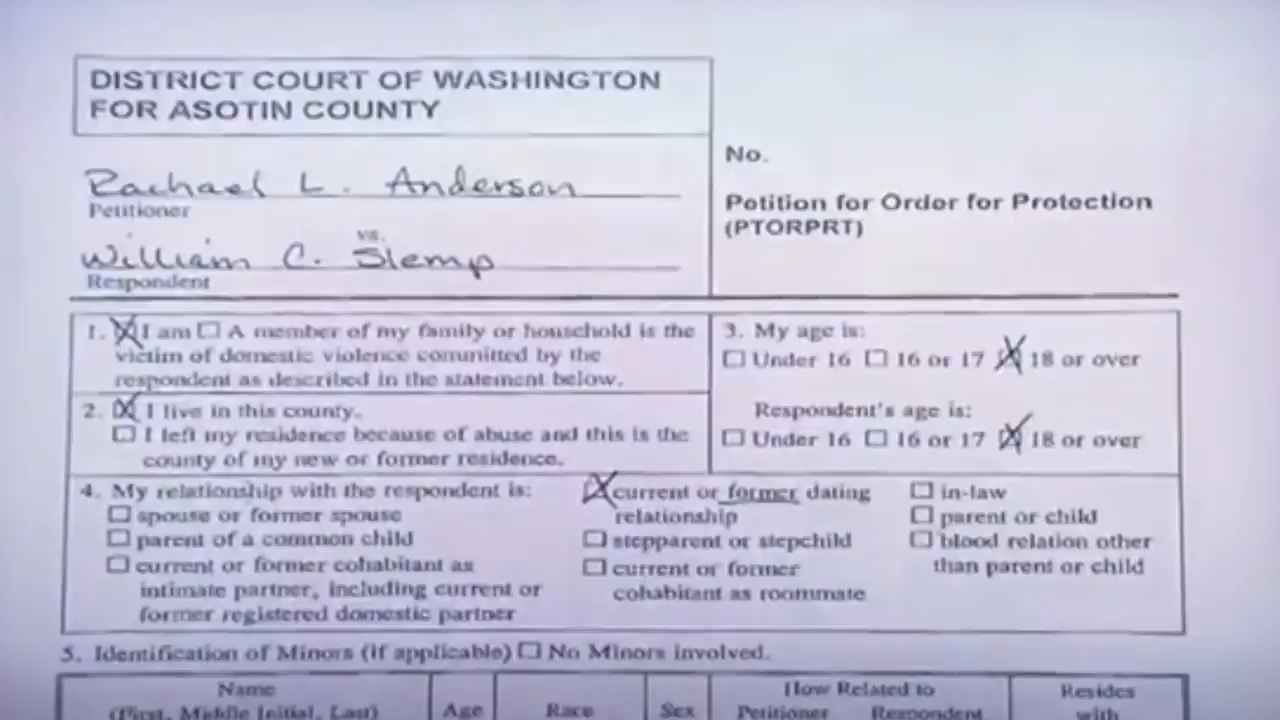 DISTRICT COURT OF WASHINGTON
FOR ASOTIN COUNTY
Rachael L. Anderson
Petitioner
vs.
William C. Slemp
Respondent
No.
Petition for Order for Protection
(PTORPRT)
1. I am A member of my family or household is the
victim of domestic violence committed by the
respondent as described in the statement below.
2. I live in this county.
I left my residence because of abuse and this is the
county of my new or former residence.
3. My age is:
Under 16 16 or 17 18 or over
Respondent's age is:
Under 16 16 or 17 18 or over
4. My relationship with the respondent is:
spouse or former spouse
parent of a common child
current or former cohabitant as
intimate partner, including current or
former registered domestic partner
current or former dating
relationship
stepparent or stepchild
current or former
cohabitant as roommate
in-law
parent or child
blood relation other
than parent or child
5. Identification of Minors (if applicable) No Minors involved.
Name
(First, Middle Initial, Last)
Age
Race
Sex
How Related to
Petitioner Respondent
Resides
with